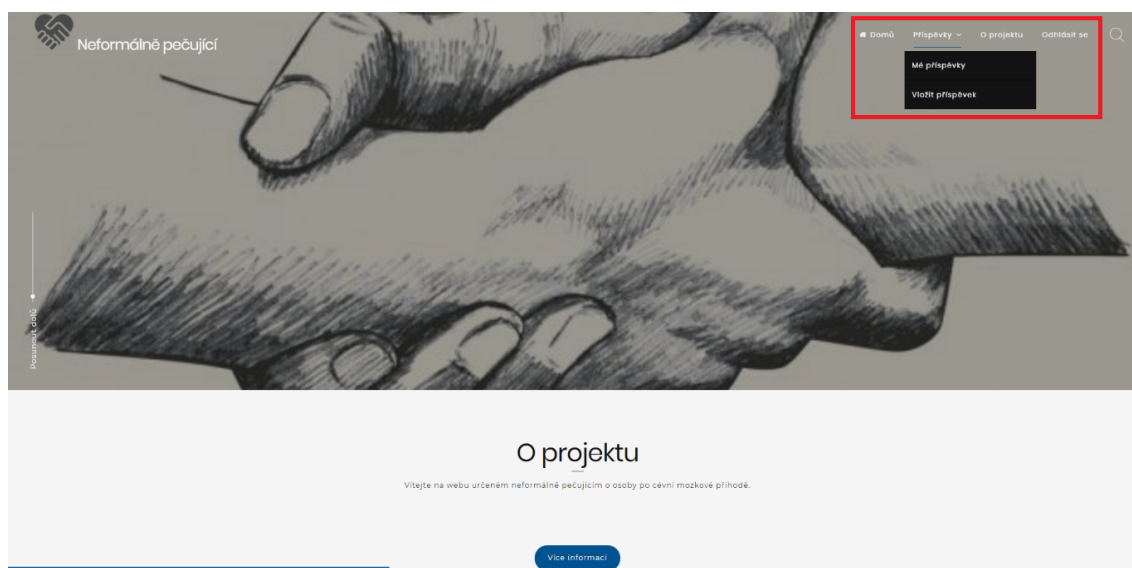 Neformálně pečující
Domů Příspěvky O projektu Odhlásit se
Mé příspěvky
Vložit příspěvek
Posunout dolů
O projektu
Vítejte na webu určeném neformálně pečujícím o osoby po cévní mozkové příhodě.
Více informací